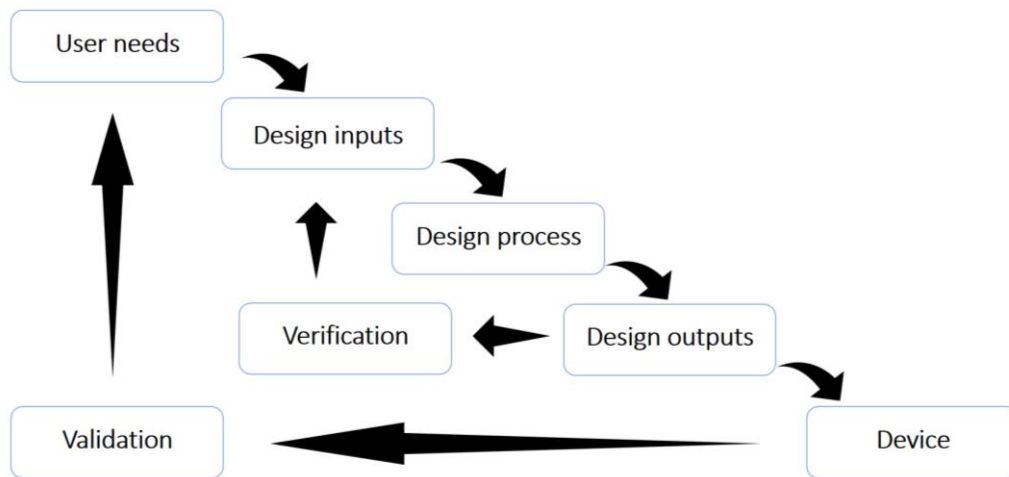 User needs
Design inputs
Design process
Verification
Design outputs
Validation
Device